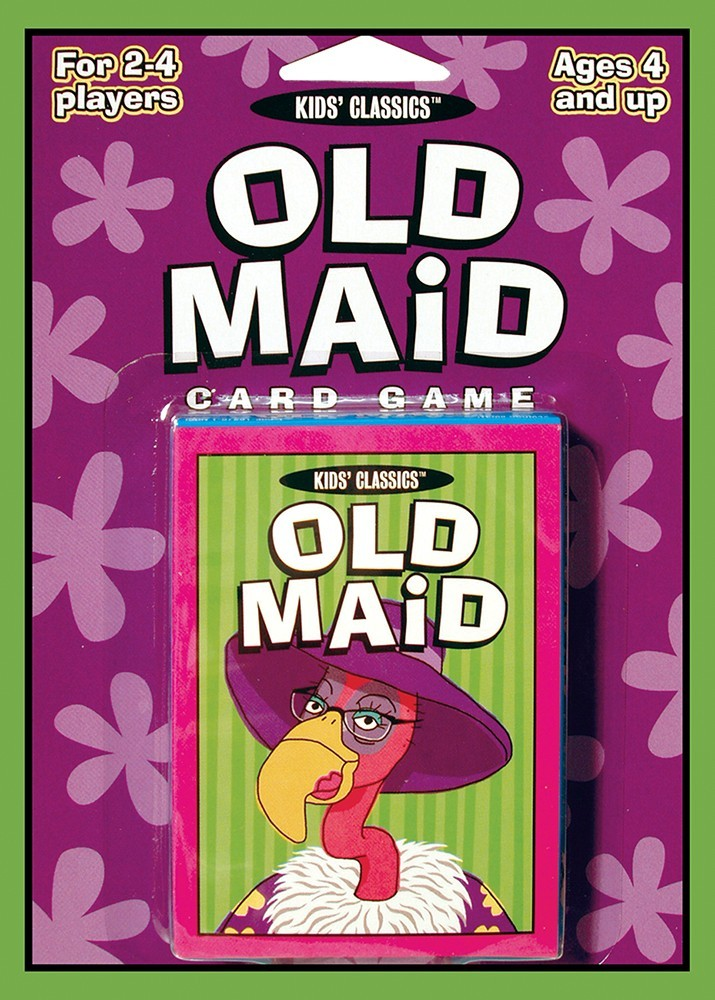 For 2-4
players
Ages 4
and up
KIDS' CLASSICS™
OLD
MAiD
CARD GAME
KIDS' CLASSICS™
OLD
MAiD